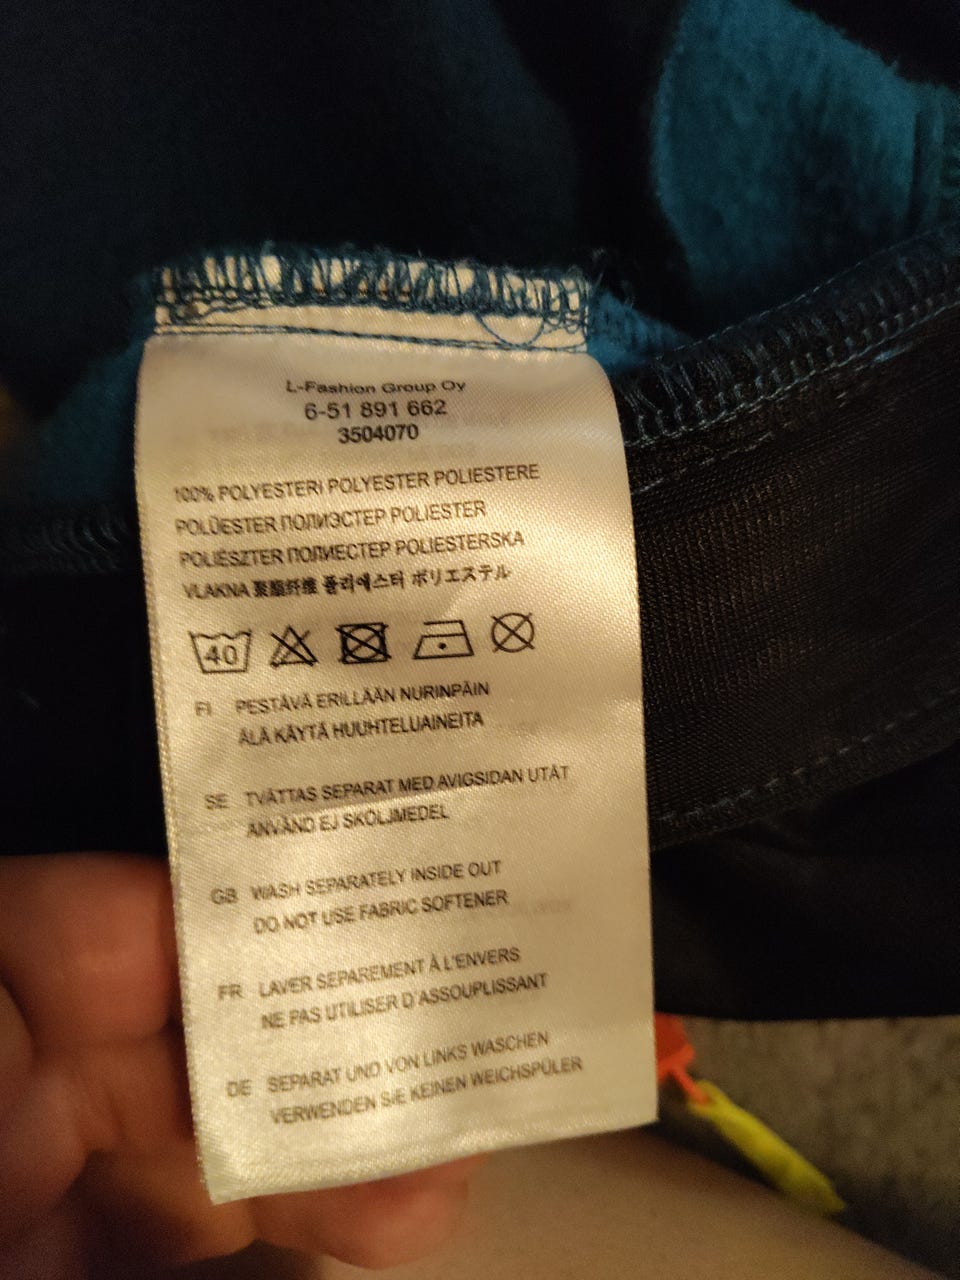 L-Fashion Group Oy
6-51 891 662
3504070
100% POLYESTERI POLYESTER POLIESTERE
POLÜESTER ПОЛИЭСТЕР POLIESTER
POLIÉSZTER ПОЛИЕСТЕР POLIESTERSKA
VLAKNA 聚酯纤维 폴리에스터 ポリエステル
40
FI PESTÄVÄ ERILLÄÄN NURINPÄIN
ÄLÄ KÄYTÄ HUUHTELUAINEITA
SE TVÄTTAS SEPARAT MED AVIGSIDAN UTÅT
ANVÄND EJ SKÖLJMEDEL
GB WASH SEPARATELY INSIDE OUT
DO NOT USE FABRIC SOFTENER
FR LAVER SEPAREMENT À L'ENVERS
NE PAS UTILISER D'ASSOUPLISSANT
DE SEPARAT UND VON LINKS WASCHEN
VERWENDEN SIE KEINEN WEICHSPÜLER